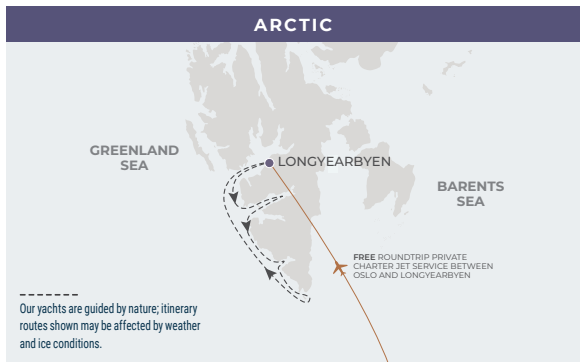 ARCTIC
GREENLAND
SEA
LONGYEARBYEN
BARENTS
SEA
FREE ROUNDTRIP PRIVATE
CHARTER JET SERVICE BETWEEN
OSLO AND LONGYEARBYEN
Our yachts are guided by nature; itinerary
routes shown may be affected by weather
and ice conditions.